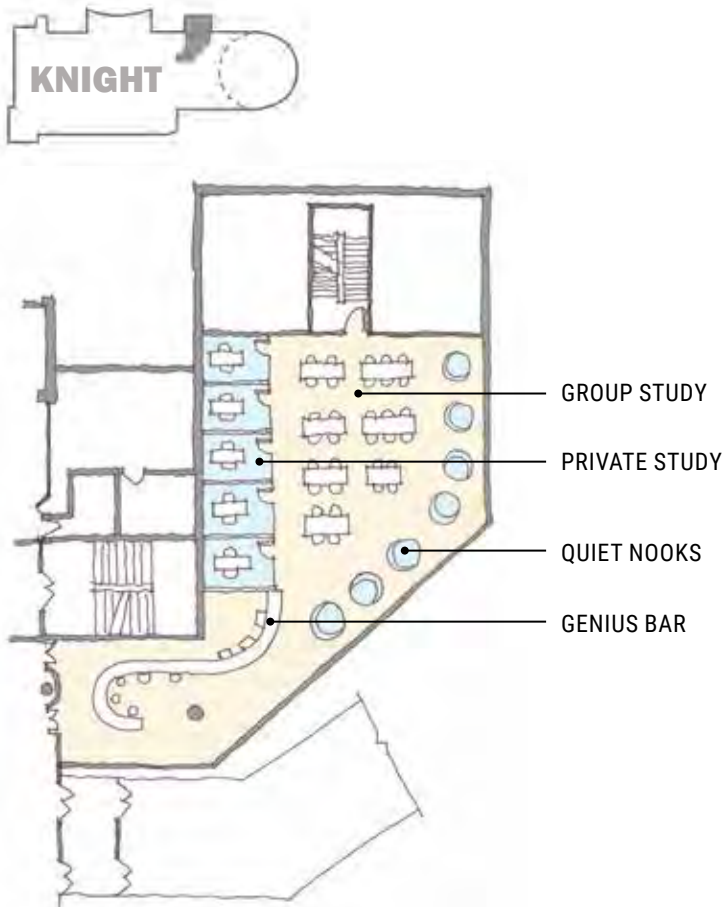 KNIGHT
GROUP STUDY
PRIVATE STUDY
QUIET NOOKS
GENIUS BAR